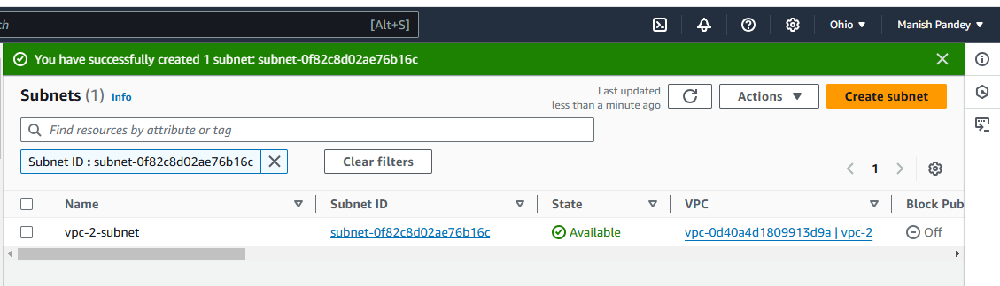 ch [Alt+S] Ohio Manish Pandey
You have successfully created 1 subnet: subnet-0f82c8d02ae76b16c
Subnets (1) Info
Last updated
less than a minute ago
Actions
Create subnet
Find resources by attribute or tag
Subnet ID : subnet-0f82c8d02ae76b16c
Clear filters
1
Name Subnet ID State VPC Block Pub
vpc-2-subnet subnet-0f82c8d02ae76b16c Available vpc-0d40a4d1809913d9a | vpc-2 Off